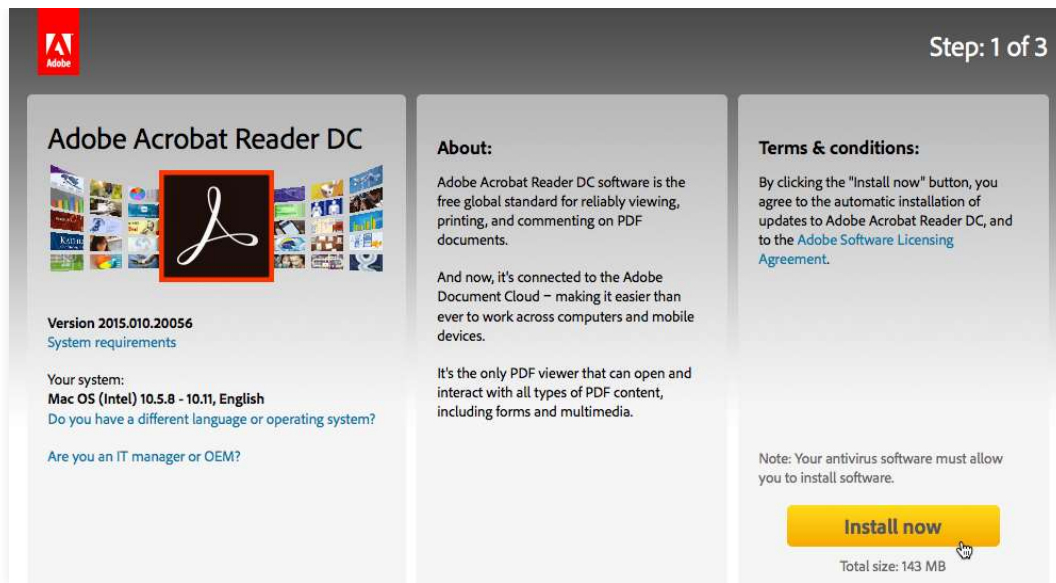 Adobe
Step: 1 of 3
Adobe Acrobat Reader DC
Version 2015.010.20056
System requirements
Your system:
Mac OS (Intel) 10.5.8 - 10.11, English
Do you have a different language or operating system?
Are you an IT manager or OEM?
About:
Adobe Acrobat Reader DC software is the
free global standard for reliably viewing,
printing, and commenting on PDF
documents.
And now, it's connected to the Adobe
Document Cloud − making it easier than
ever to work across computers and mobile
devices.
It's the only PDF viewer that can open and
interact with all types of PDF content,
including forms and multimedia.
Terms & conditions:
By clicking the "Install now" button, you
agree to the automatic installation of
updates to Adobe Acrobat Reader DC, and
to the Adobe Software Licensing
Agreement.
Note: Your antivirus software must allow
you to install software.
Install now
Total size: 143 MB